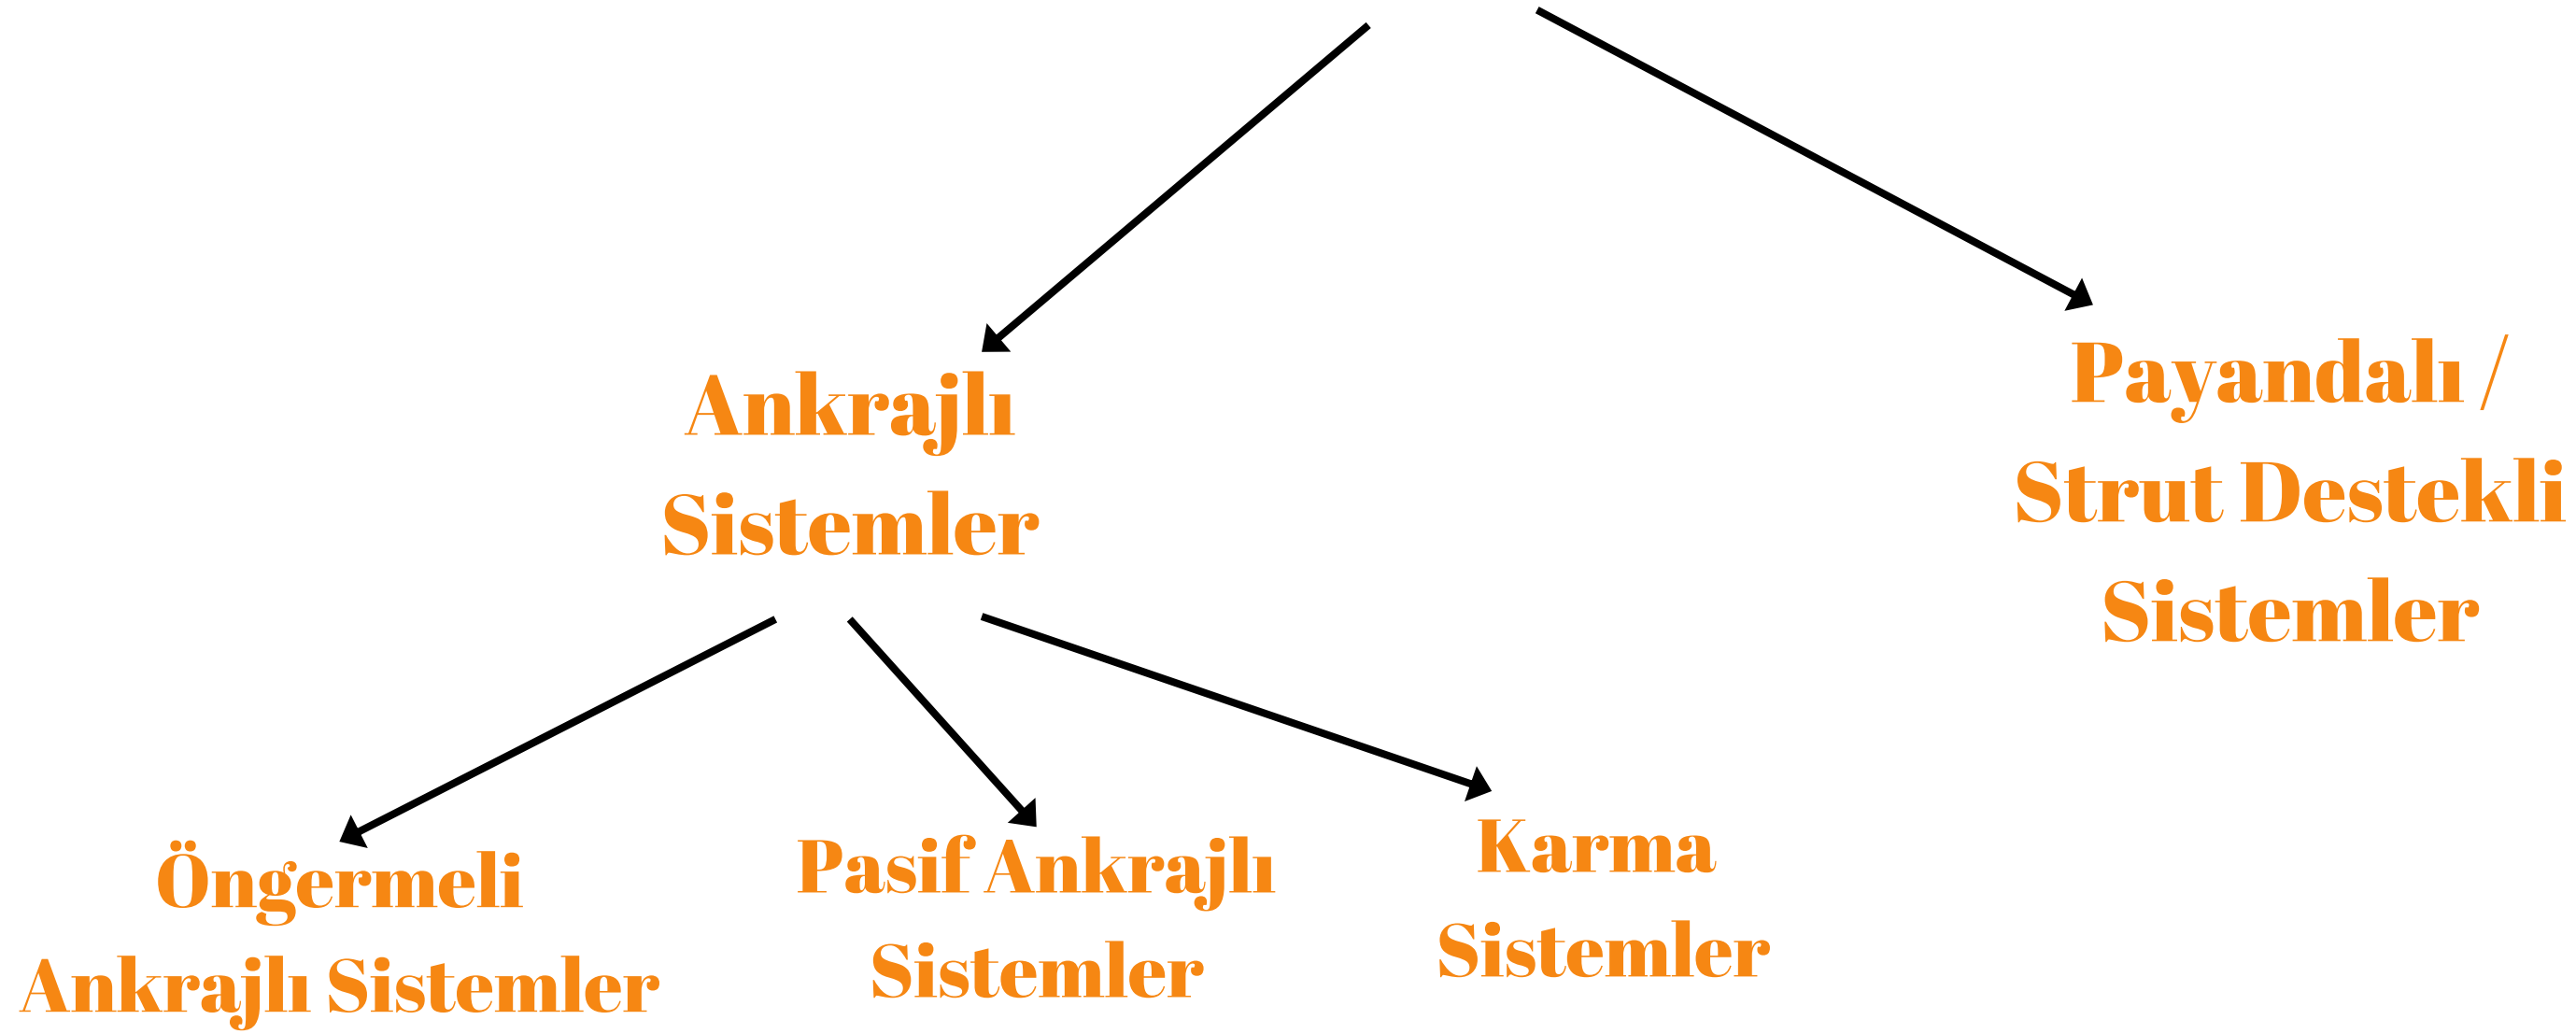 Ankrajlı
Sistemler
Payandalı /
Strut Destekli
Sistemler
Öngermeli
Ankrajlı Sistemler
Pasif Ankrajlı
Sistemler
Karma
Sistemler